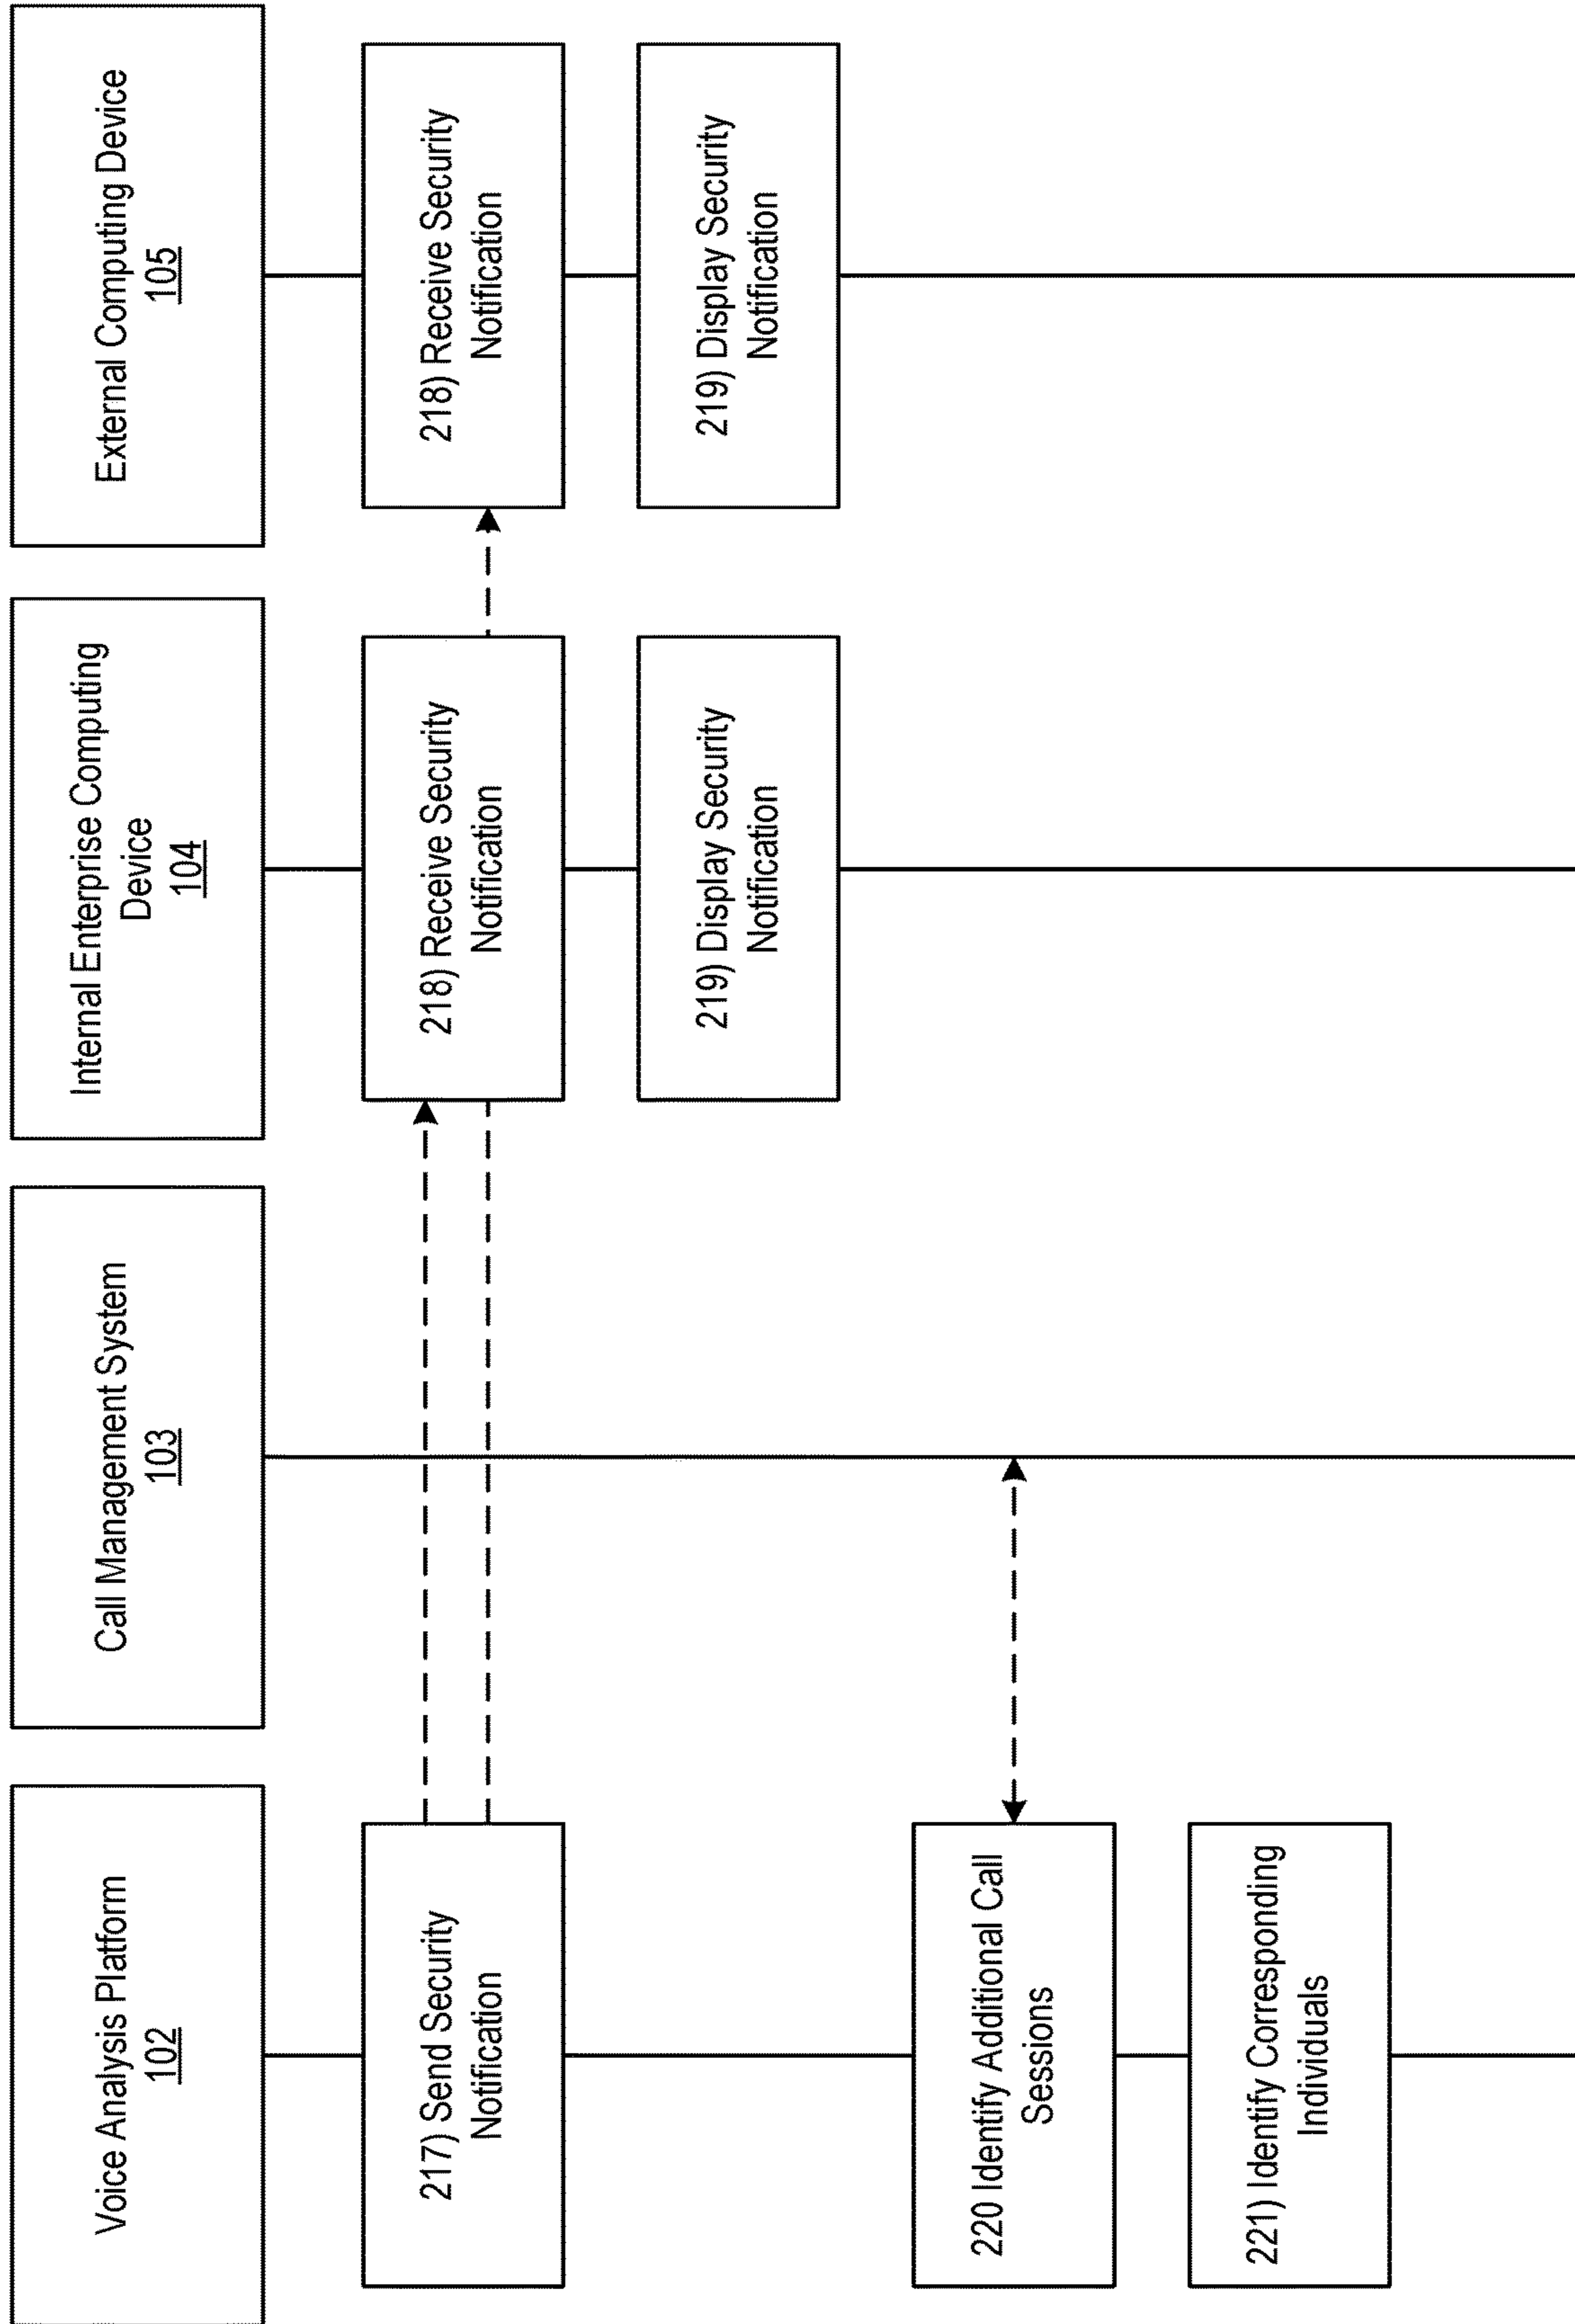 Voice Analysis Platform
102
Call Management System
103
Internal Enterprise Computing
Device
104
External Computing Device
105
217) Send Security
Notification
218) Receive Security
Notification
218) Receive Security
Notification
219) Display Security
Notification
219) Display Security
Notification
220 Identify Additional Call
Sessions
221) Identify Corresponding
Individuals